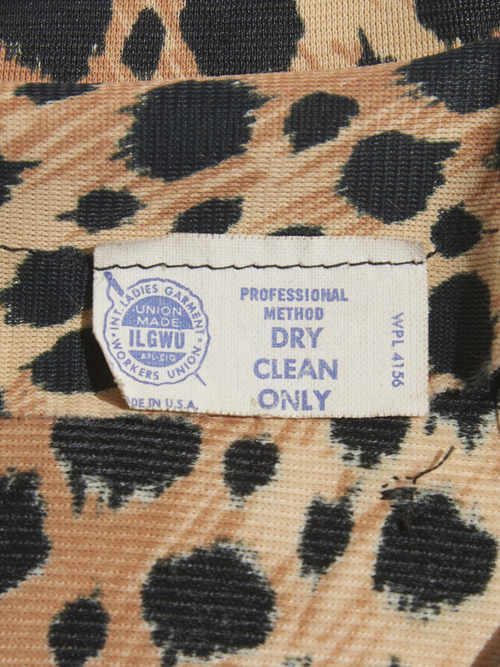 INT. LADIES GARMENT
WORKERS UNION
UNION
MADE
ILGWU
AFL-CIO
DE IN U.S.A.
PROFESSIONAL
METHOD
DRY
CLEAN
ONLY
WPL 4156